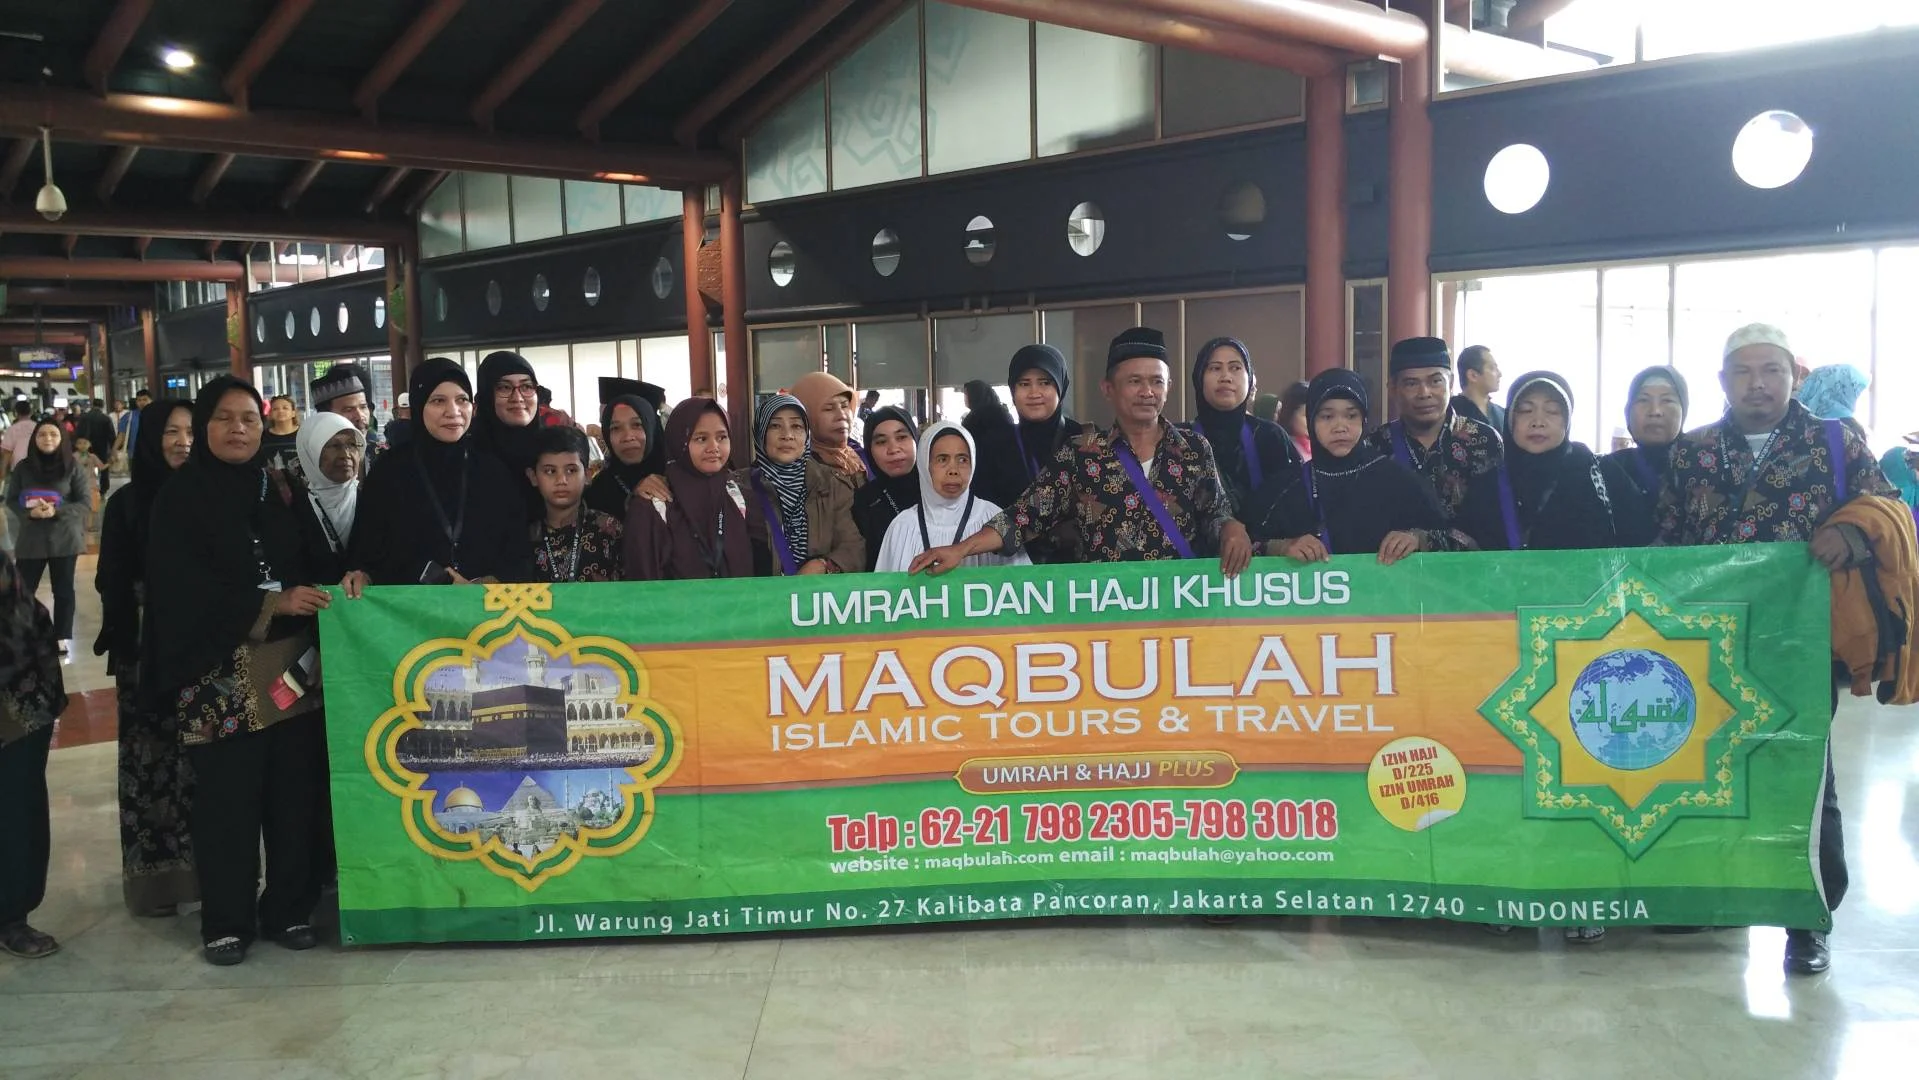 UMRAH DAN HAJI KHUSUS
MAQBULAH
ISLAMIC TOURS & TRAVEL
UMRAH & HAJJ PLUS
Telp : 62-21 798 2305-798 3018
website : maqbulah.com email : maqbulah@yahoo.com
Jl. Warung Jati Timur No. 27 Kalibata Pancoran, Jakarta Selatan 12740 - INDONESIA
IZIN HAJI
D/225
IZIN UMRAH
D/416
مقبولة